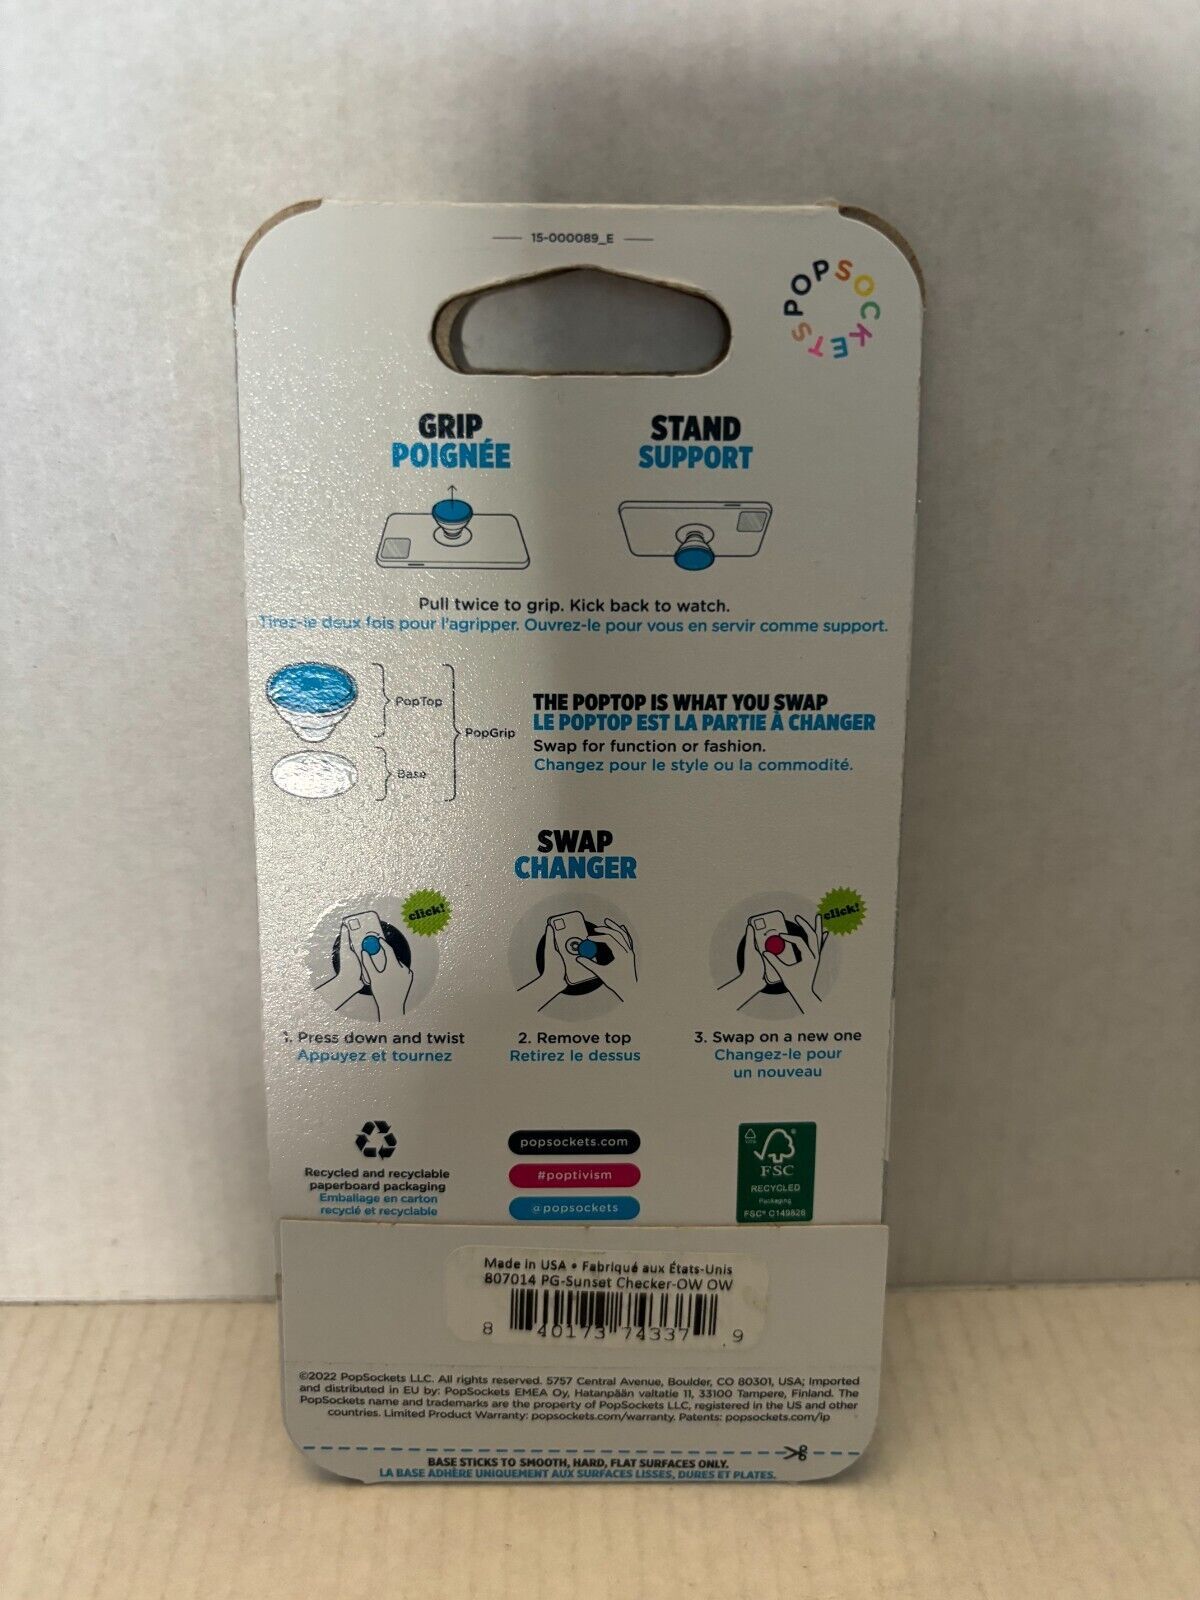 15-000089_E
POPSOCKETS
GRIP
POIGNÉE
STAND
SUPPORT
Pull twice to grip. Kick back to watch.
Tirez-le deux fois pour l'agripper. Ouvrez-le pour vous en servir comme support.
PopTop
PopGrip
Base
THE POPTOP IS WHAT YOU SWAP
LE POPTOP EST LA PARTIE À CHANGER
Swap for function or fashion.
Changez pour le style ou la commodité.
SWAP
CHANGER
click!
click!
1. Press down and twist
Appuyez et tournez
2. Remove top
Retirez le dessus
3. Swap on a new one
Changez-le pour
un nouveau
Recycled and recyclable
paperboard packaging
Emballage en carton
recyclé et recyclable
popsockets.com
#poptivism
@popsockets
FSC
RECYCLED
Packaging
FSC® C149826
Made in USA • Fabriqué aux États-Unis
807014 PG-Sunset Checker-OW OW
8 40173 74337 9
©2022 PopSockets LLC. All rights reserved. 5757 Central Avenue, Boulder, CO 80301, USA; Imported
and distributed in EU by: PopSockets EMEA Oy, Hatanpään valtatie 11, 33100 Tampere, Finland. The
PopSockets name and trademarks are the property of PopSockets LLC, registered in the US and other
countries. Limited Product Warranty: popsockets.com/warranty. Patents: popsockets.com/ip
BASE STICKS TO SMOOTH, HARD, FLAT SURFACES ONLY.
LA BASE ADHÈRE UNIQUEMENT AUX SURFACES LISSES, DURES ET PLATES.